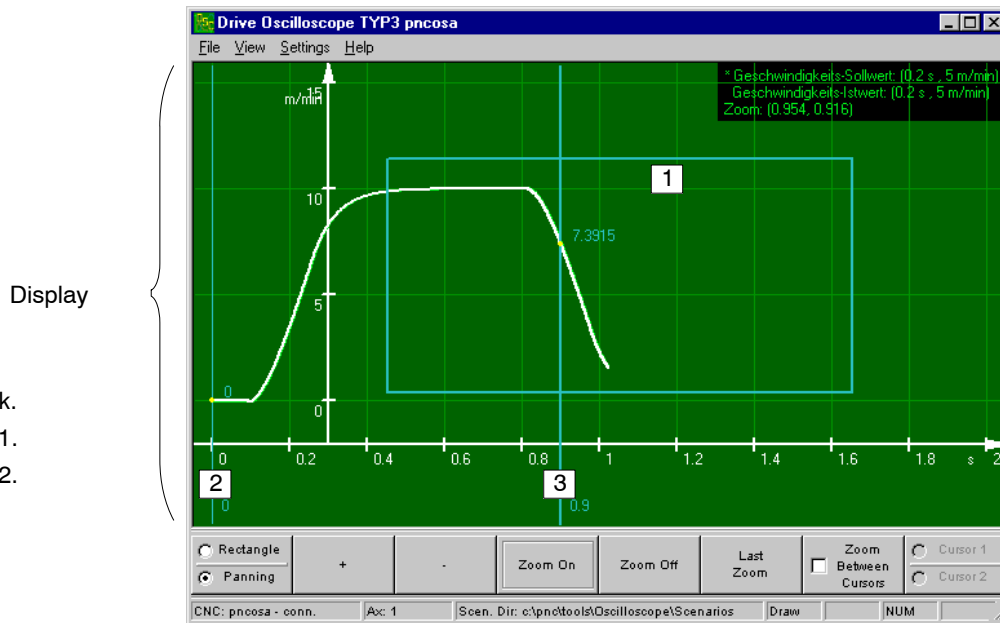 Drive Oscilloscope TYP3 pncosa
File View Settings Help
* Geschwindigkeits-Sollwert: (0.2 s , 5 m/min)
Geschwindigkeits-Istwert: (0.2 s , 5 m/min)
Zoom: (0.954, 0.916)
m/min
15
10
5
0
1
7.3915
0
Display
k.
1.
2.
0 0.2 0.4 0.6 0.8 1 1.2 1.4 1.6 1.8 s 2
2
3
0
0.9
Rectangle
Panning
+
-
Zoom On
Zoom Off
Last
Zoom
Zoom
Between
Cursors
Cursor 1
Cursor 2
CNC: pncosa - conn. Ax: 1 Scen. Dir: c:\pnc\tools\Oscilloscope\Scenarios Draw NUM